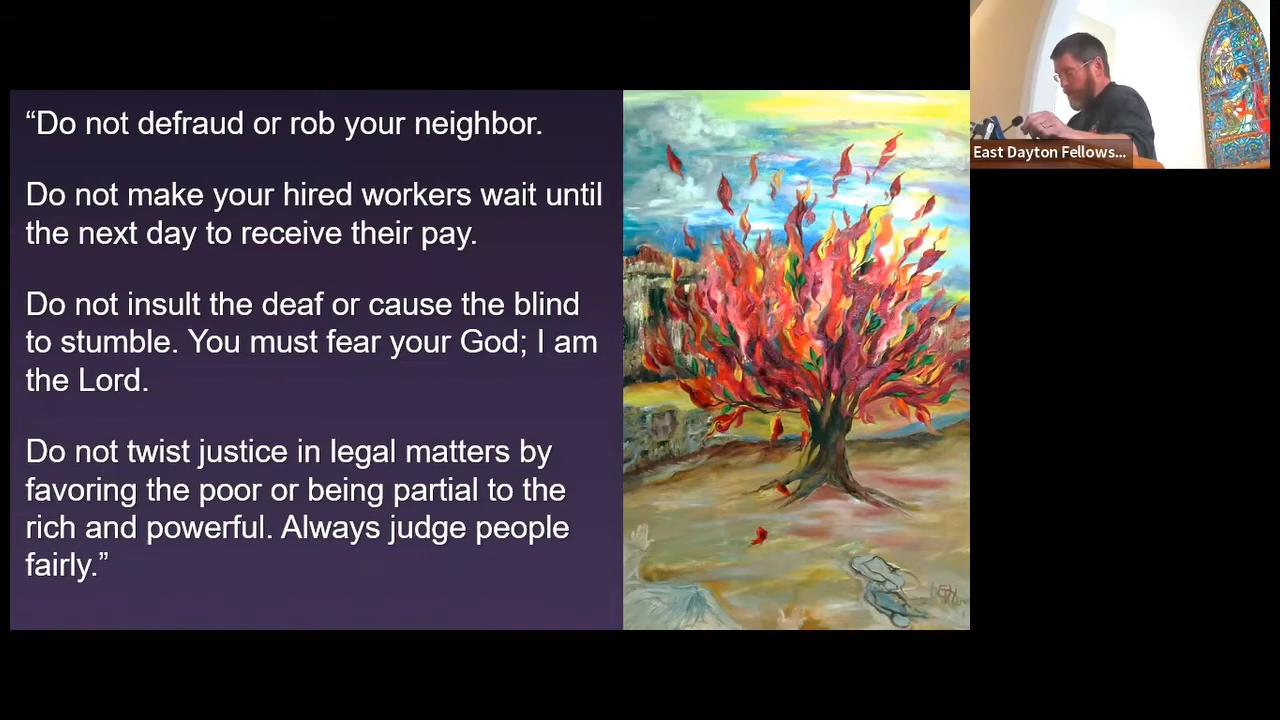 “Do not defraud or rob your neighbor.
Do not make your hired workers wait until
the next day to receive their pay.
Do not insult the deaf or cause the blind
to stumble. You must fear your God; I am
the Lord.
Do not twist justice in legal matters by
favoring the poor or being partial to the
rich and powerful. Always judge people
fairly.”
East Dayton Fellows...